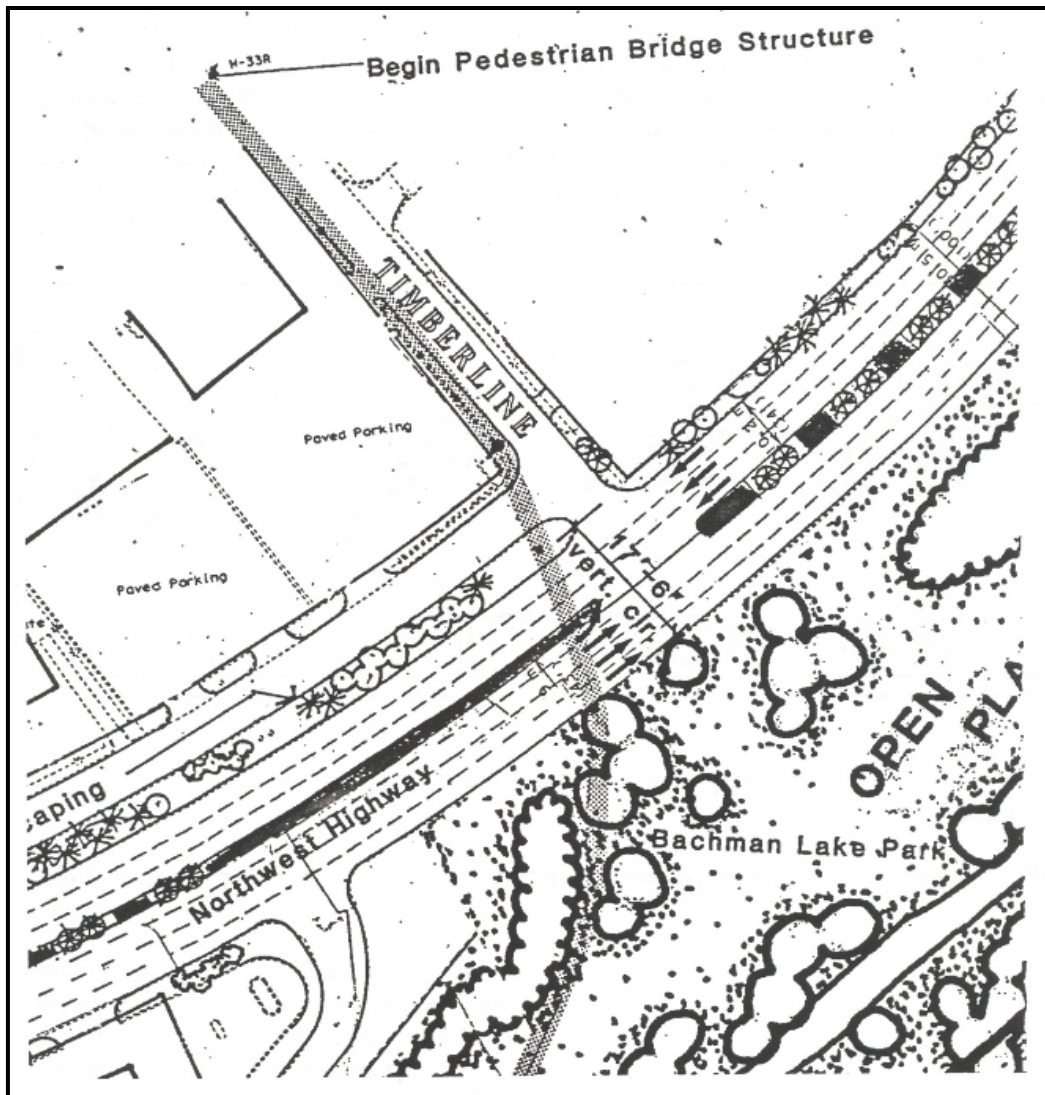 H-33R
Begin Pedestrian Bridge Structure
TIMBERLINE
Paved Parking
17'-6"
vert. clr.
Paved Parking
OPEN
PLA
caping
Northwest Highway
Bachman Lake Park